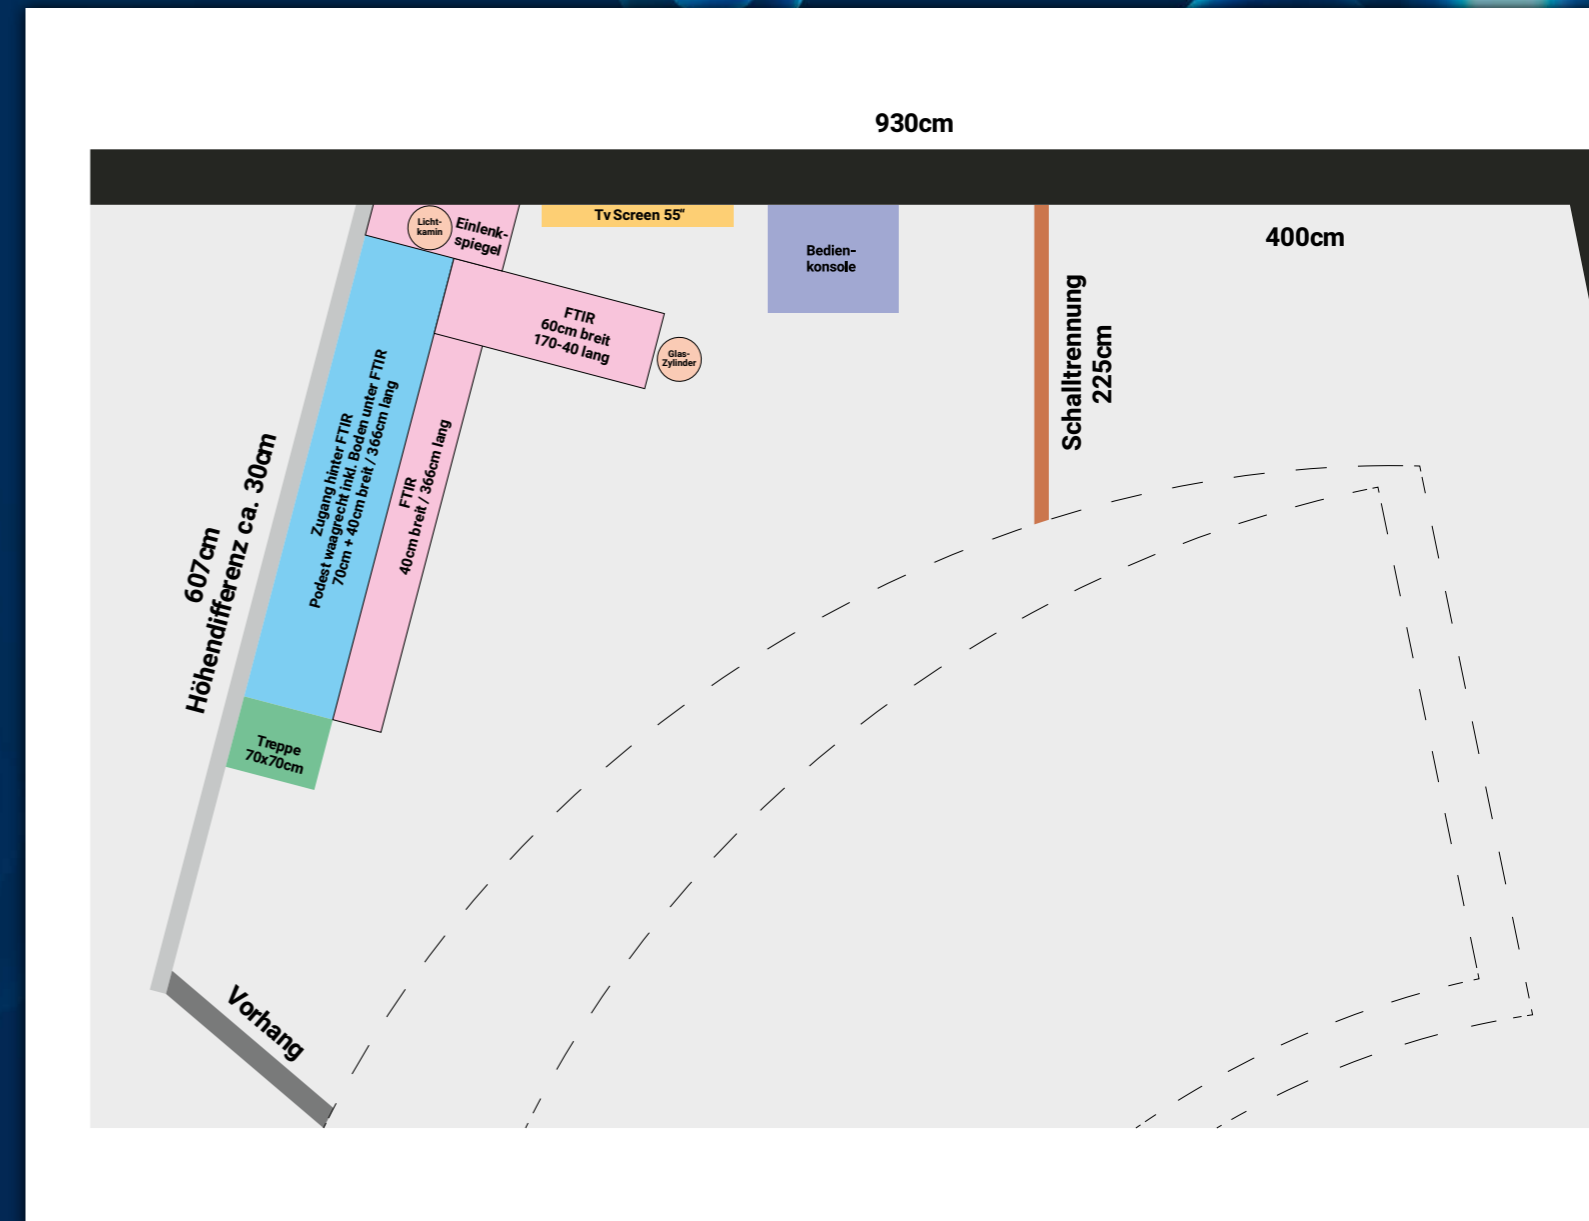 930cm
Licht-
kamin
Einlenk-
spiegel
Tv Screen 55"
Bedien-
konsole
400cm
Schalltrennung
225cm
FTIR
60cm breit
170-40 lang
Glas-
Zylinder
607cm
Höhendifferenz ca. 30cm
Zugang hinter FTIR
Podest waagrecht inkl. Boden unter FTIR
70cm + 40cm breit / 366cm lang
FTIR
40cm breit / 366cm lang
Treppe
70x70cm
Vorhang